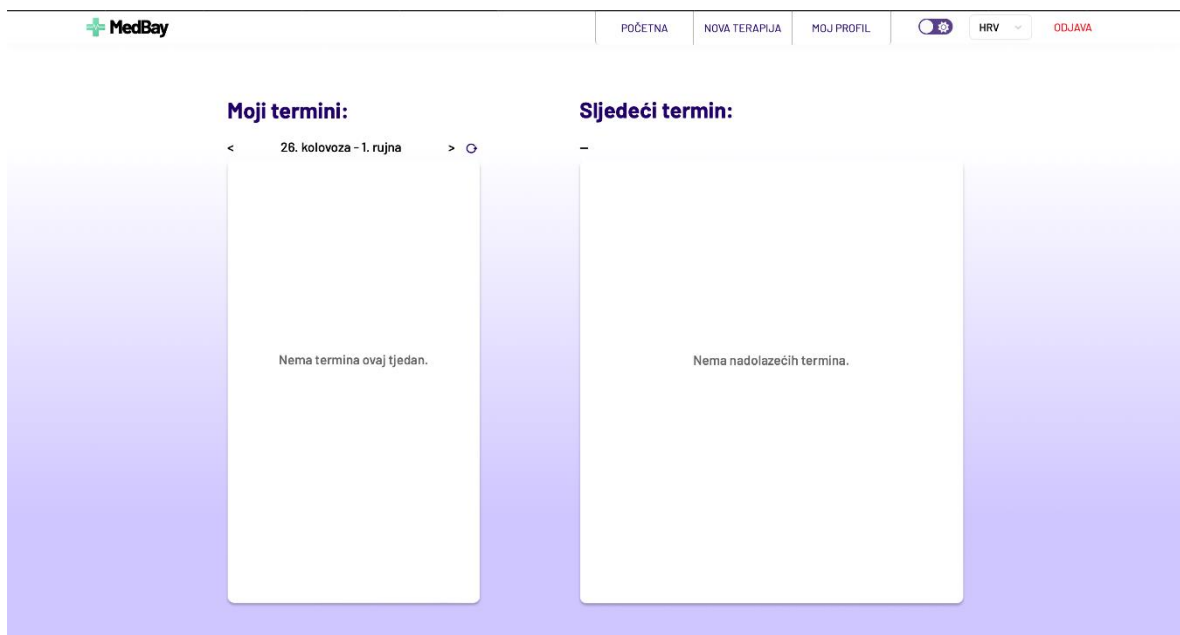 MedBay
POČETNA
NOVA TERAPIJA
MOJ PROFIL
HRV
ODJAVA
Moji termini:
< 26. kolovoza - 1. rujna >
Nema termina ovaj tjedan.
Sljedeći termin:
–
Nema nadolazećih termina.